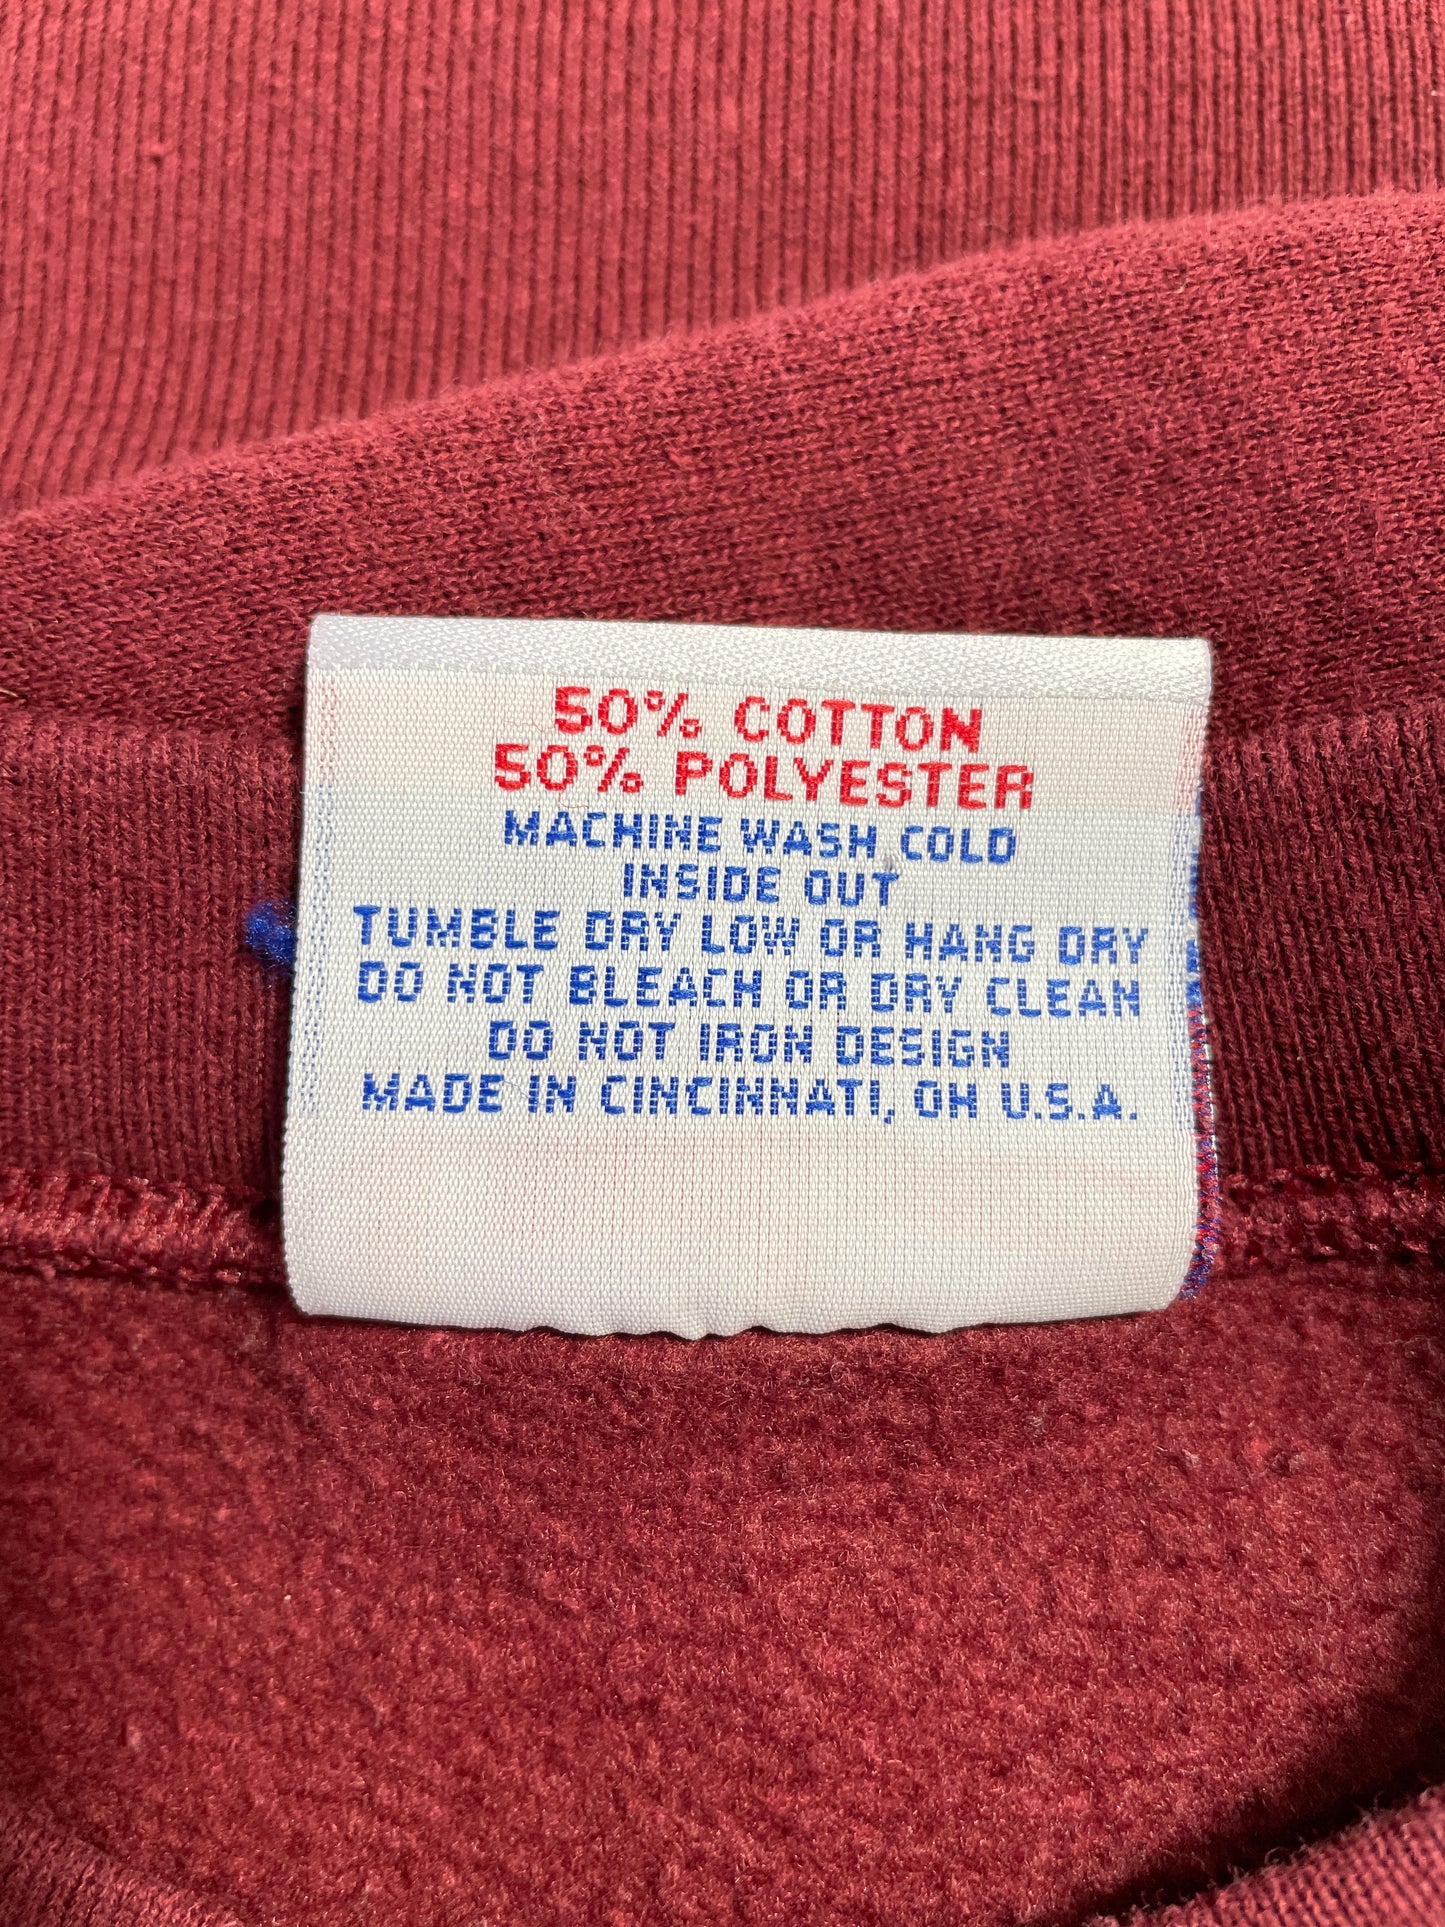 50% COTTON
50% POLYESTER
MACHINE WASH COLD
INSIDE OUT
TUMBLE DRY LOW OR HANG DRY
DO NOT BLEACH OR DRY CLEAN
DO NOT IRON DESIGN
MADE IN CINCINNATI, OH U.S.A.